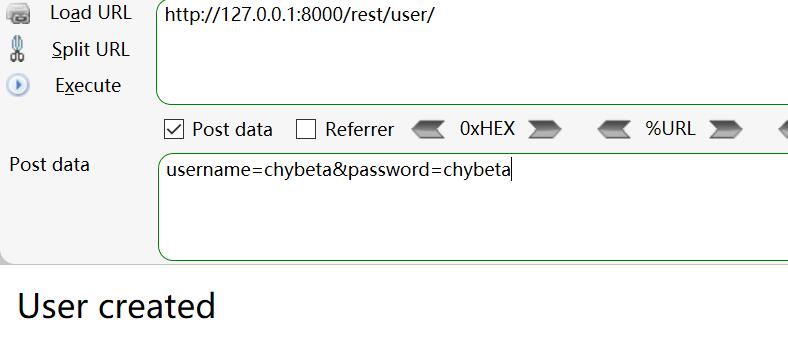 Load URL
http://127.0.0.1:8000/rest/user/
Split URL
Execute
Post data Referrer 0xHEX %URL
Post data
username=chybeta&password=chybeta
User created